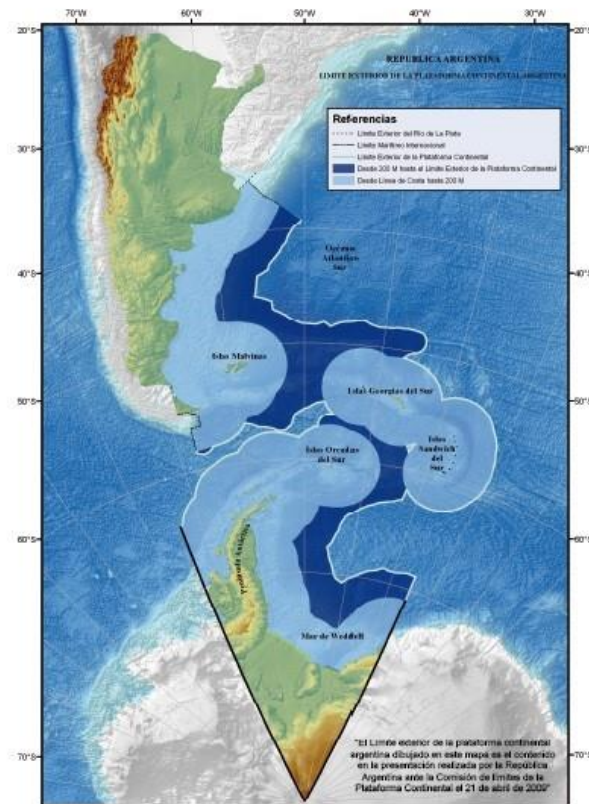 70°W 60°W 50°W 40°W 30°W
20°S
20°S
REPUBLICA ARGENTINA
LIMITE EXTERIOR DE LA PLATAFORMA CONTINENTAL ARGENTINA
Referencias
Límite Exterior del Río de La Plata
Límite Marítimo Internacional
Límite Exterior de la Plataforma Continental
Desde 200 M hasta el Límite Exterior de la Plataforma Continental
Desde Línea de Costa hasta 200 M
30°S
30°S
Océano
Atlántico
Sur
40°S
40°S
Islas Malvinas
Islas Georgias del Sur
50°S
50°S
Islas Orcadas
del Sur
Islas
Sandwich
del
Sur
60°S
60°S
Península Antártica
Mar de Weddell
70°S
70°S
"El Límite exterior de la plataforma continental
argentina dibujado en este mapa es el contenido
en la presentación realizada por la República
Argentina ante la Comisión de límites de la
Plataforma Continental el 21 de abril de 2009"